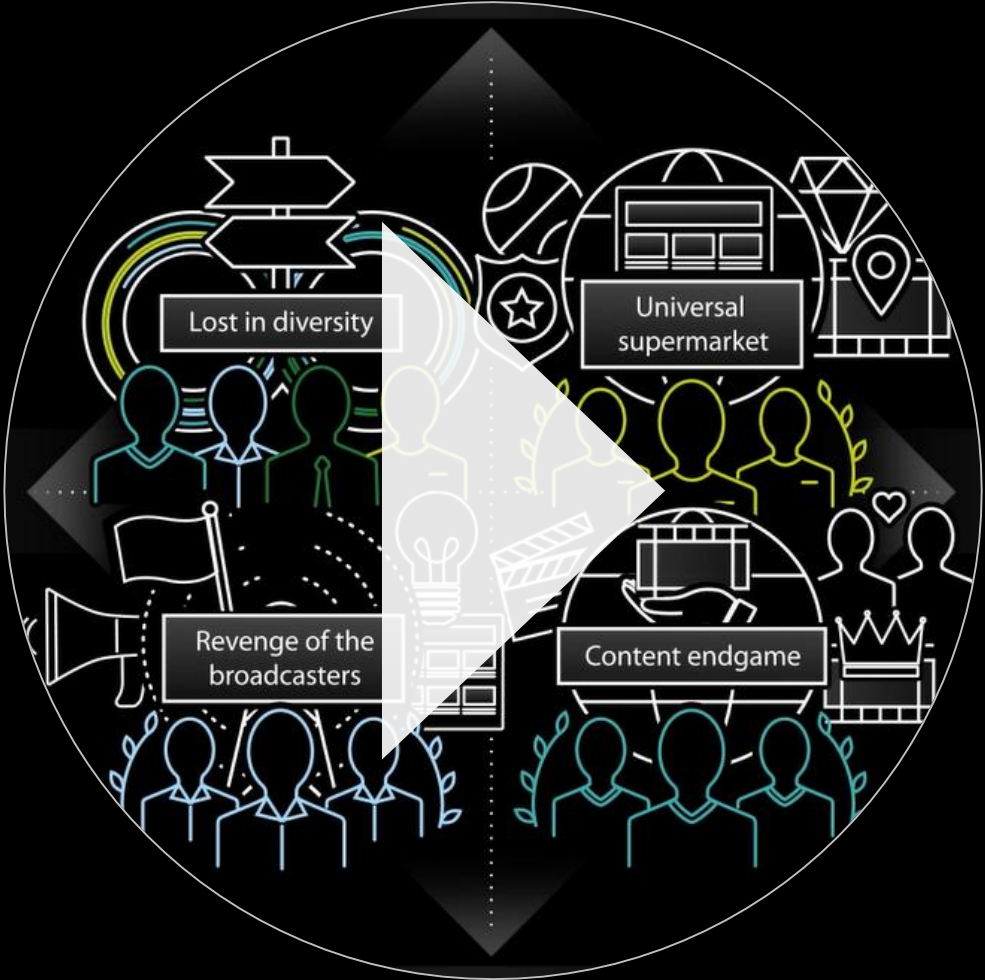 Lost in diversity
Universal
supermarket
Revenge of the
broadcasters
Content endgame